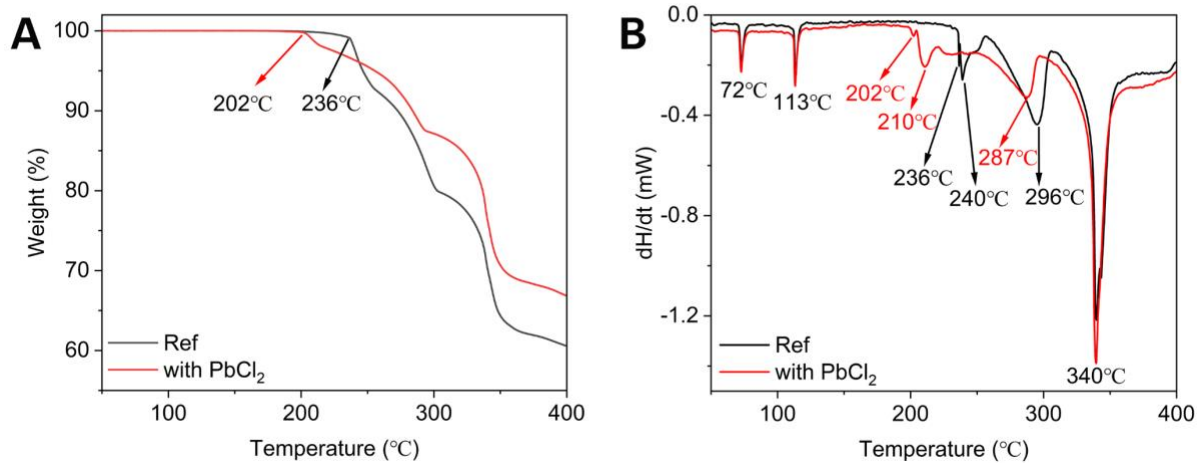 A
100
90
80
70
60
Weight (%)
202℃
236℃
Ref
with PbCl₂
100
200
300
400
Temperature (℃)
B
0.0
-0.4
-0.8
-1.2
dH/dt (mW)
72℃
113℃
202℃
210℃
236℃
240℃
287℃
296℃
340℃
Ref
with PbCl₂
100
200
300
400
Temperature (℃)